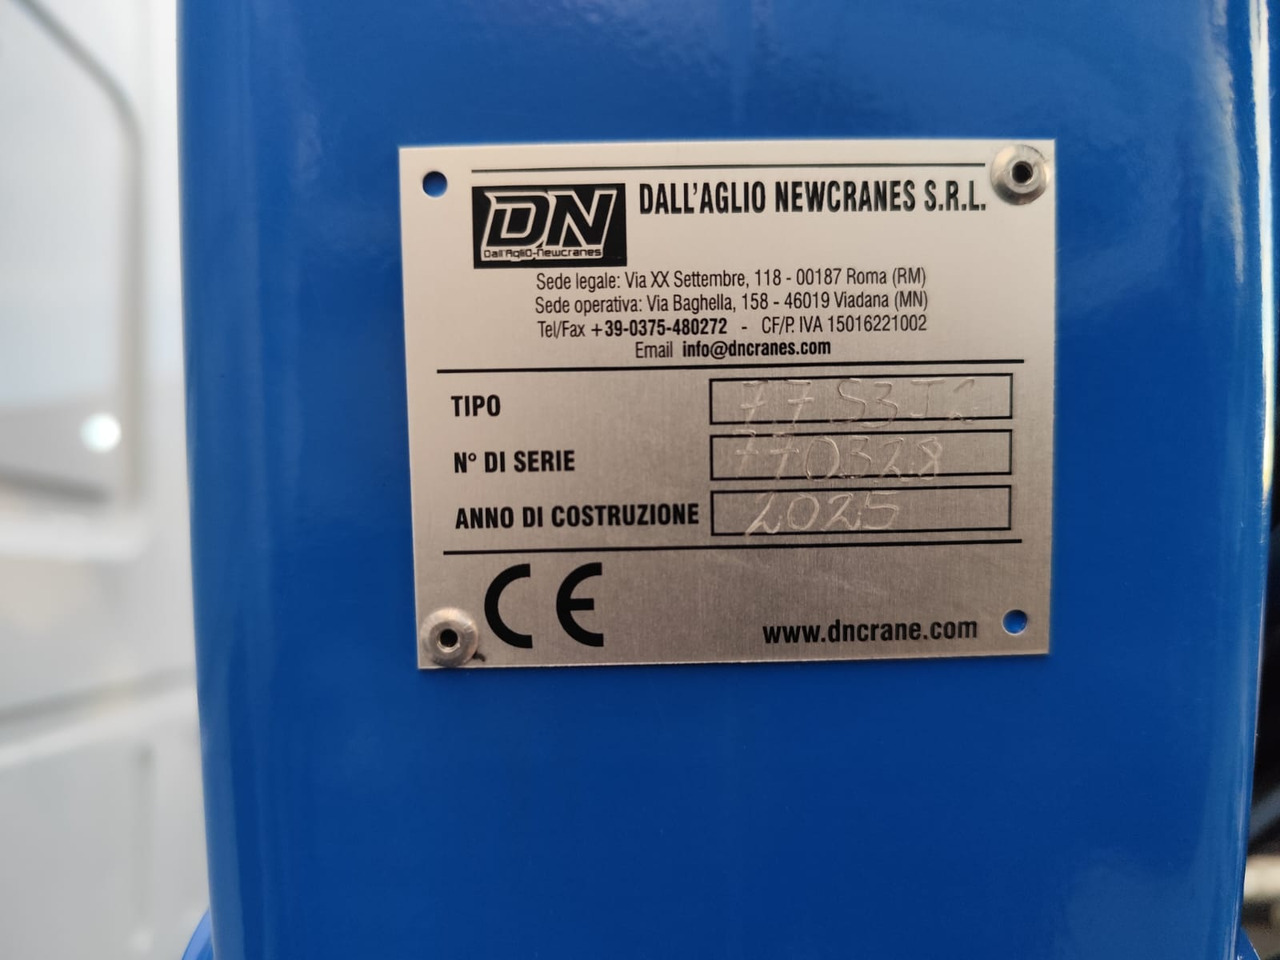 DN
Dall'Aglio-Newcranes
DALL'AGLIO NEWCRANES S.R.L.
Sede legale: Via XX Settembre, 118 - 00187 Roma (RM)
Sede operativa: Via Baghella, 158 - 46019 Viadana (MN)
Tel/Fax +39-0375-480272 - CF/P. IVA 15016221002
Email info@dncranes.com
TIPO
N° DI SERIE 770328
ANNO DI COSTRUZIONE 2025
CE
www.dncrane.com